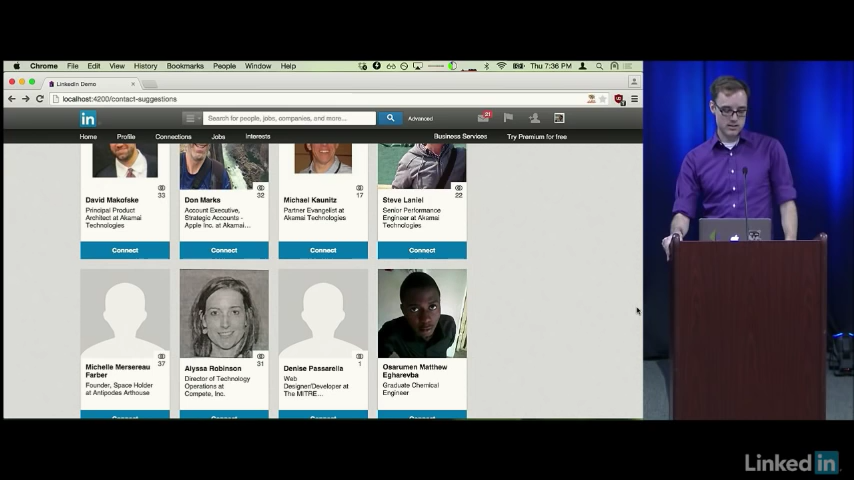 Chrome File Edit View History Bookmarks People Window Help
Thu 7:36 PM
LinkedIn Demo
localhost:4200/contact-suggestions
in
Search for people, jobs, companies, and more...
Advanced
21
Home Profile Connections Jobs Interests
Business Services Try Premium for free
33
32
17
22
David Makofske
Principal Product
Architect at Akamai
Technologies
Connect
Don Marks
Account Executive,
Strategic Accounts -
Apple Inc. at Akamai...
Connect
Michael Kaunitz
Partner Evangelist at
Akamai Technologies
Connect
Steve Laniel
Senior Performance
Engineer at Akamai
Technologies
Connect
37
31
1
Michelle Mersereau
Farber
Founder, Space Holder
at Antipodes Arthouse
Alyssa Robinson
Director of Technology
Operations at
Compete, Inc.
Denise Passarella
Web
Designer/Developer at
The MITRE...
Osarumen Matthew
Egharevba
Graduate Chemical
Engineer
Linked in